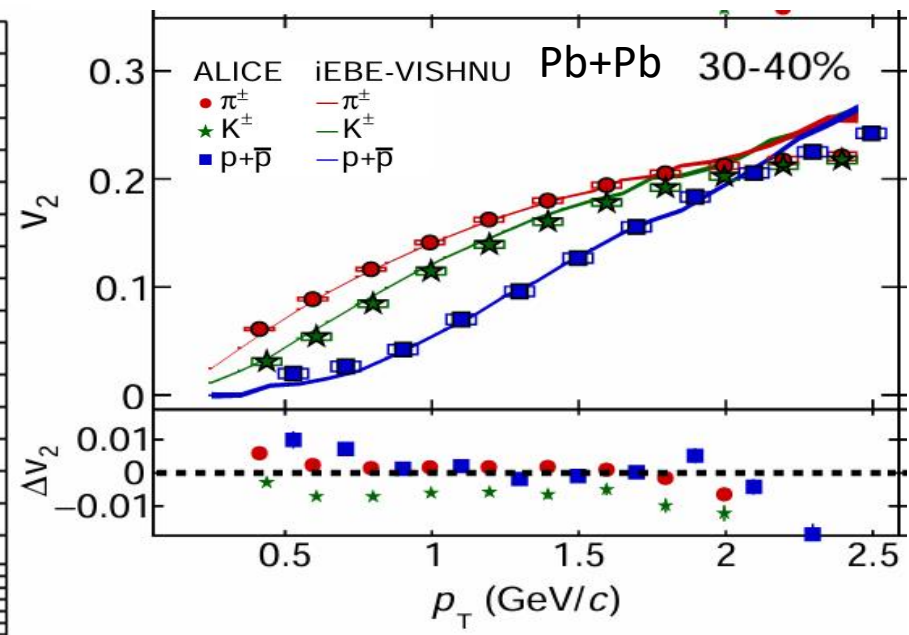 ALICE iEBE-VISHNU Pb+Pb 30-40%
π± π±
K± K±
p+p̅ p+p̅
0.3
0.2
0.1
0
v₂
0.01
0
−0.01
Δv₂
0.5 1 1.5 2 2.5
p_T (GeV/c)